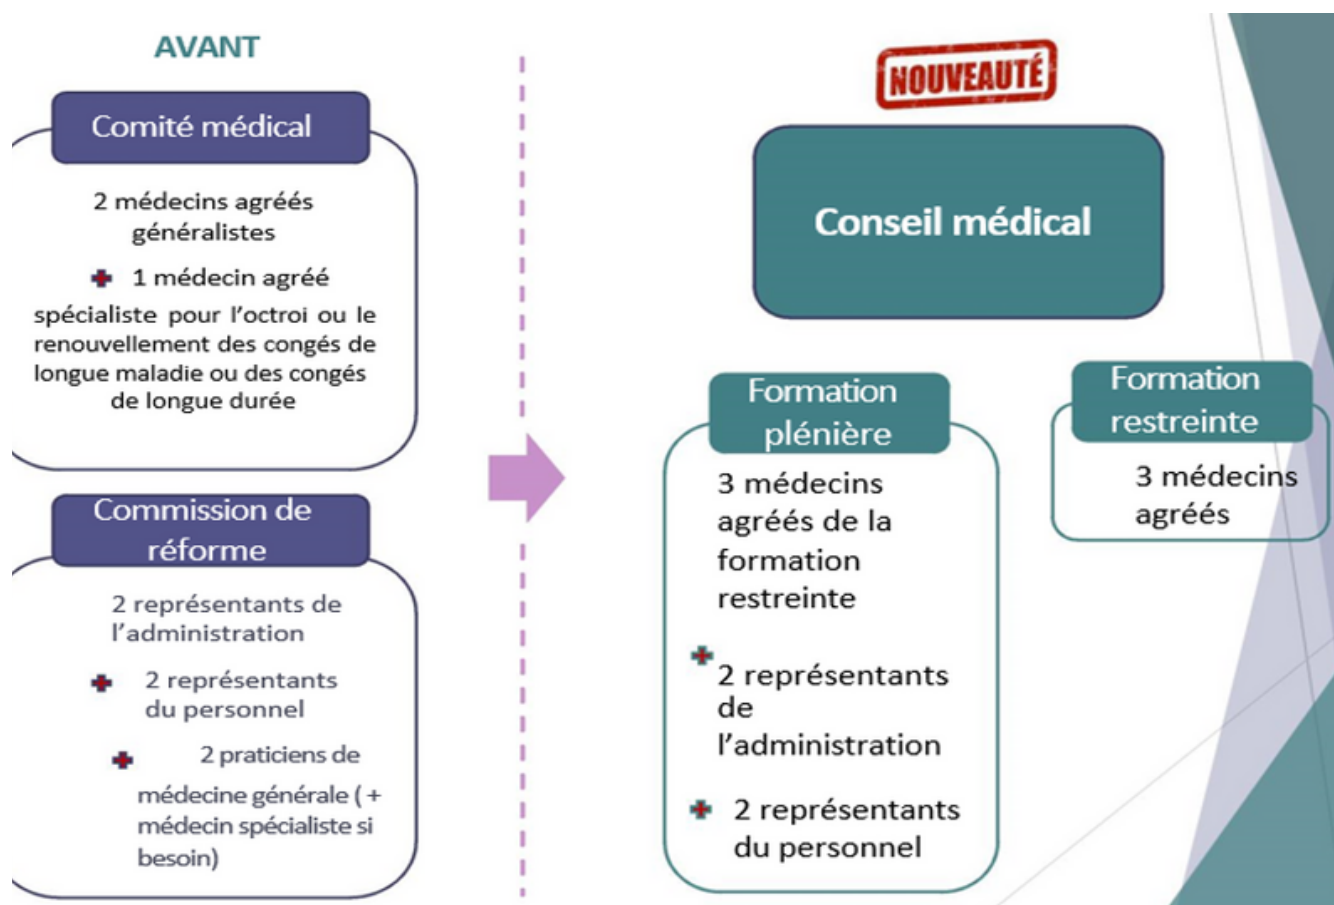 AVANT
Comité médical
2 médecins agréés
généralistes
1 médecin agréé
spécialiste pour l'octroi ou le
renouvellement des congés de
longue maladie ou des congés
de longue durée
Commission de
réforme
2 représentants de
l'administration
2 représentants
du personnel
2 praticiens de
médecine générale ( +
médecin spécialiste si
besoin)
NOUVEAUTÉ
Conseil médical
Formation
plénière
3 médecins
agréés de la
formation
restreinte
2 représentants
de
l'administration
2 représentants
du personnel
Formation
restreinte
3 médecins
agréés